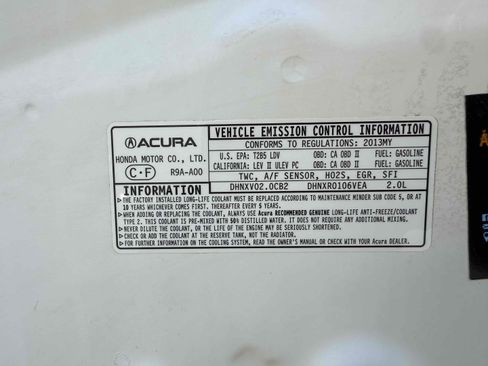 ACURA
HONDA MOTOR CO., LTD.
C-F R9A-A00
VEHICLE EMISSION CONTROL INFORMATION
CONFORMS TO REGULATIONS: 2013MY
U.S. EPA: T2B5 LDV OBD: CA OBD II FUEL: GASOLINE
CALIFORNIA: LEV II ULEV PC OBD: CA OBD II FUEL: GASOLINE
TWC, A/F SENSOR, HO2S, EGR, SFI
DHNXV02.0CB2 DHNXR0106VEA 2.0L
INFORMATION
▶THE FACTORY INSTALLED LONG-LIFE COOLANT MUST BE REPLACED ACCORDING TO MAINTENANCE MINDER SUB CODE 5, OR AT
10 YEARS WHICHEVER COMES FIRST. THEREAFTER EVERY 5 YEARS.
▶WHEN ADDING OR REPLACING THE COOLANT, ALWAYS USE Acura RECOMMENDED GENUINE LONG-LIFE ANTI-FREEZE/COOLANT
TYPE 2. THIS COOLANT IS PRE-MIXED WITH 50% DISTILLED WATER. IT DOES NOT REQUIRE ANY ADDITIONAL MIXING.
▶NEVER DILUTE THE COOLANT, OR THE LIFE OF THE ENGINE MAY BE SERIOUSLY SHORTENED.
▶CHECK OR ADD THE COOLANT AT THE RESERVE TANK, NOT THE RADIATOR.
▶FOR FURTHER INFORMATION ON COOLANT, READ THE OWNER'S MANUAL OR CHECK WITH YOUR Acura DEALER.